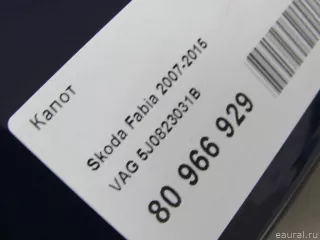 Капот
Skoda Fabia 2007-2015
VAG 5J0823031B
80 966 929
eaural.ru